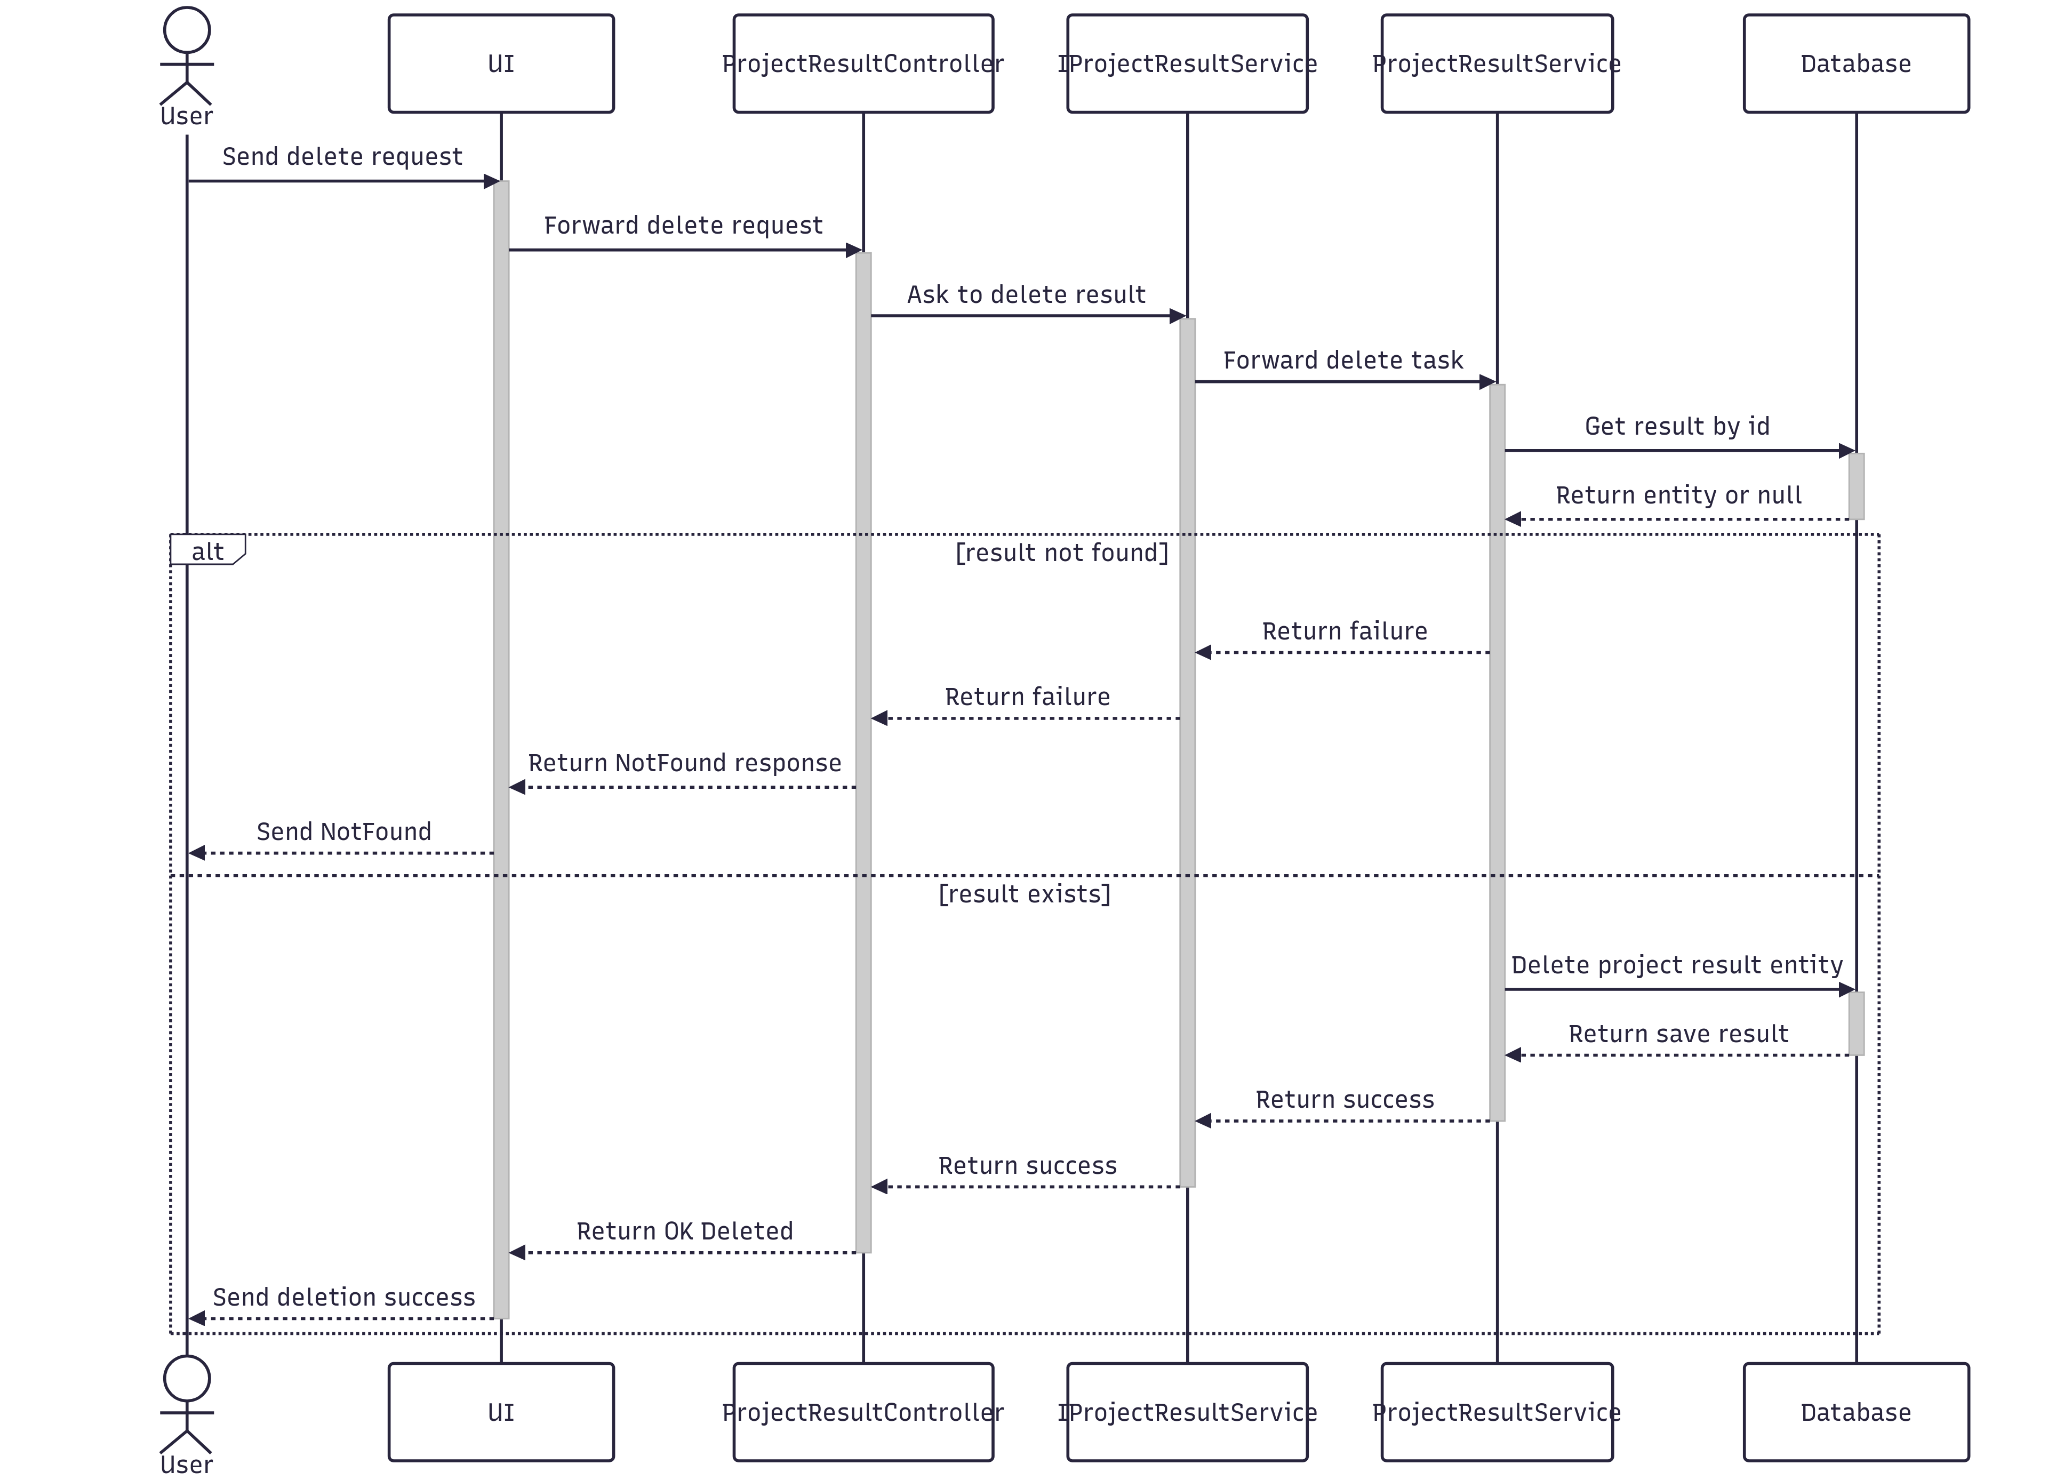 User
UI
ProjectResultController
IProjectResultService
ProjectResultService
Database
Send delete request
Forward delete request
Ask to delete result
Forward delete task
Get result by id
Return entity or null
alt
[result not found]
Return failure
Return failure
Return NotFound response
Send NotFound
[result exists]
Delete project result entity
Return save result
Return success
Return success
Return OK Deleted
Send deletion success
User
UI
ProjectResultController
IProjectResultService
ProjectResultService
Database